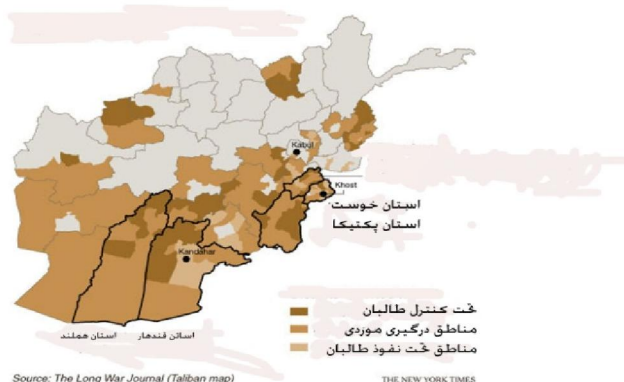 Kabul
Khost
استان خوست
استان پکتیکا
Kandahar
تحت کنترل طالبان
مناطق درگیری موردی
مناطق تحت نفوذ طالبان
استان هملند
استان قندهار
Source: The Long War Journal (Taliban map)
THE NEW YORK TIMES